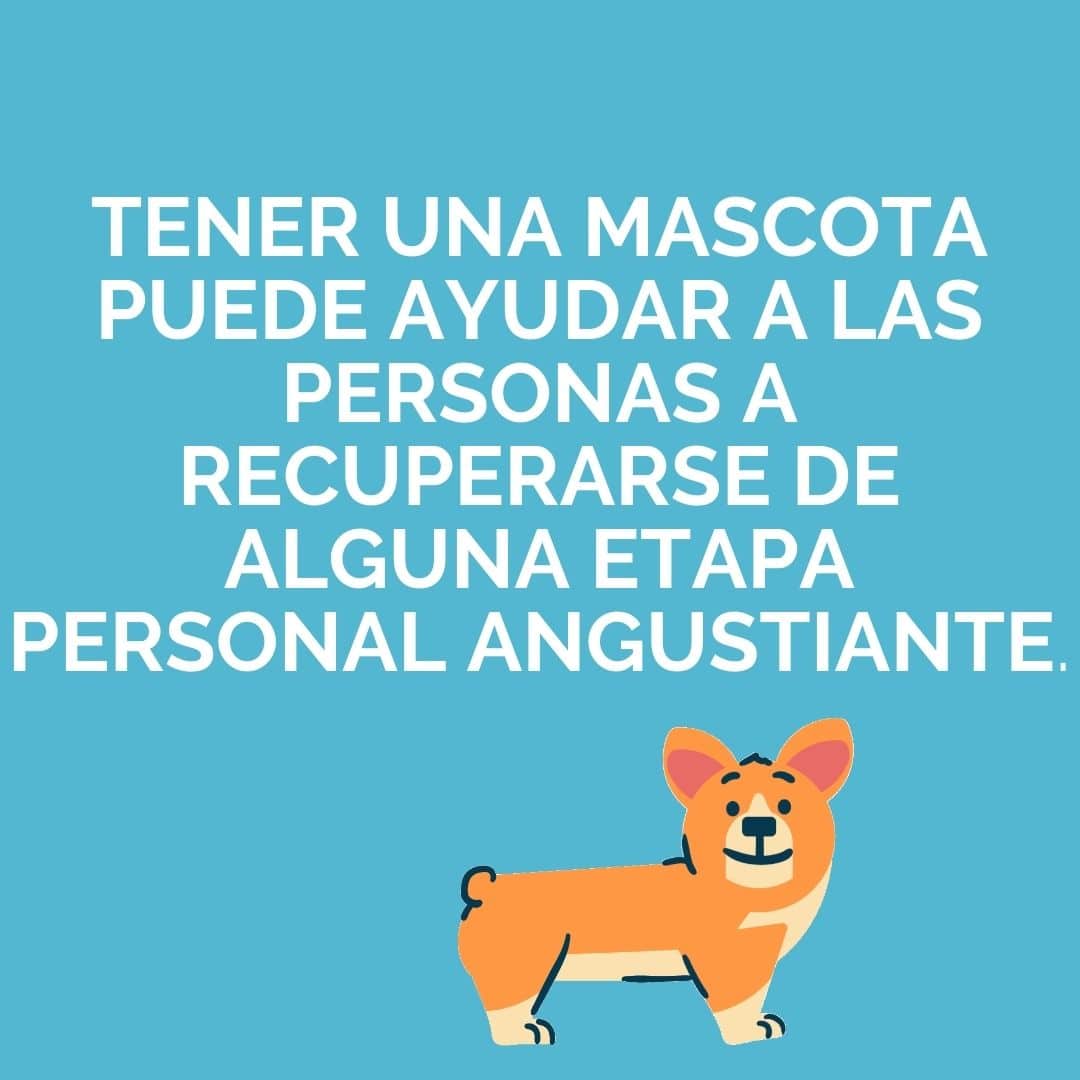 TENER UNA MASCOTA
PUEDE AYUDAR A LAS
PERSONAS A
RECUPERARSE DE
ALGUNA ETAPA
PERSONAL ANGUSTIANTE.